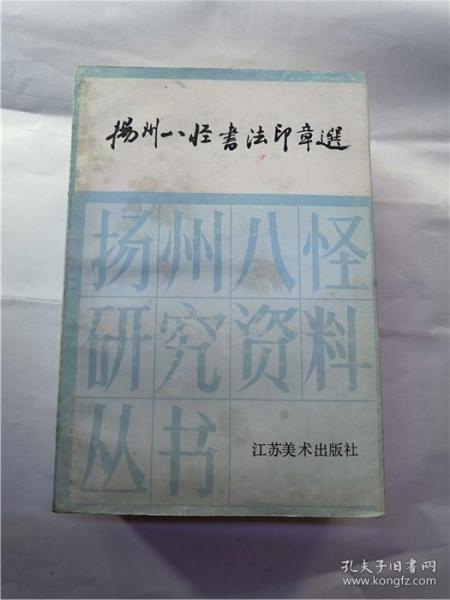 揚州八怪書法印章選
扬州八怪
研究资料
丛书
江苏美术出版社
孔夫子旧书网
www.kongfz.com